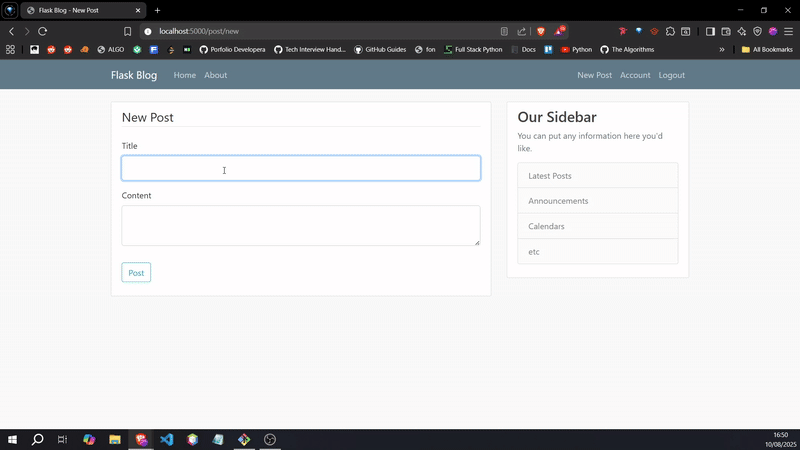 Flask Blog - New Post
localhost:5000/post/new
ALGO
Porfolio Developera
Tech Interview Hand...
GitHub Guides
fon
Full Stack Python
Docs
Python
The Algorithms
All Bookmarks
Flask Blog
Home
About
New Post
Account
Logout
New Post
Title
Content
Post
Our Sidebar
You can put any information here you'd
like.
Latest Posts
Announcements
Calendars
etc
16:50
10/08/2025